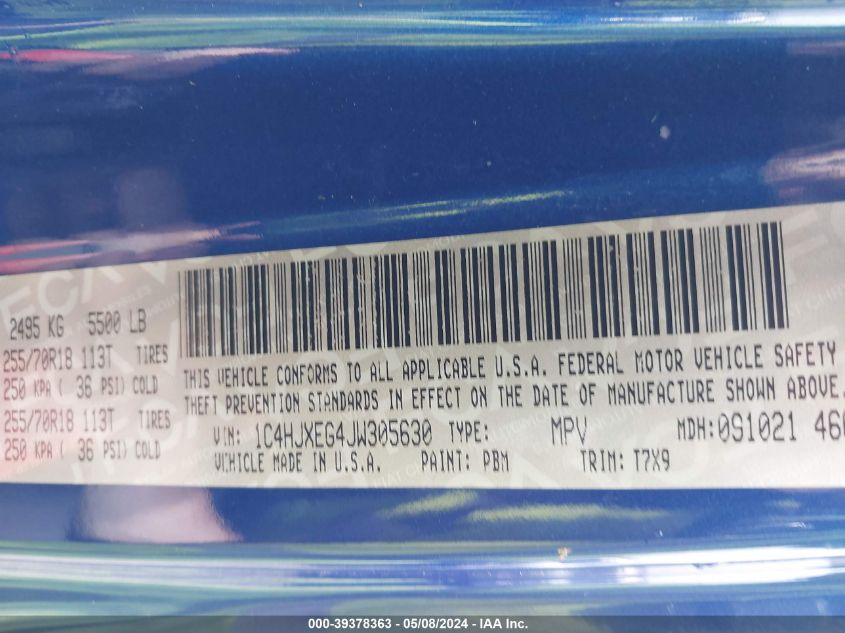 2495 KG 5500 LB
255/70R18 113T TIRES
250 KPA ( 36 PSI) COLD
255/70R18 113T TIRES
250 KPA ( 36 PSI) COLD
THIS VEHICLE CONFORMS TO ALL APPLICABLE U.S.A. FEDERAL MOTOR VEHICLE SAFETY
THEFT PREVENTION STANDARDS IN EFFECT ON THE DATE OF MANUFACTURE SHOWN ABOVE.
VIN: 1C4HJXEG4JW305630 TYPE: MPV MDH:0S1021 460
VEHICLE MADE IN U.S.A. PAINT: PBM TRIM: T7X9
000-39378363 - 05/08/2024 - IAA Inc.